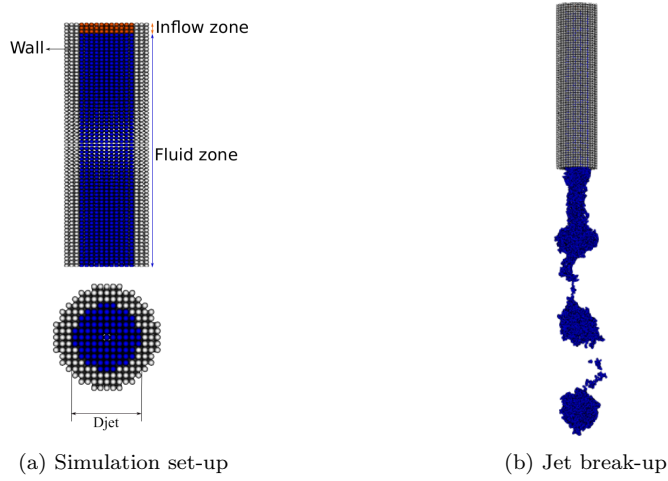 Inflow zone
Wall
Fluid zone
Djet
(a) Simulation set-up
(b) Jet break-up